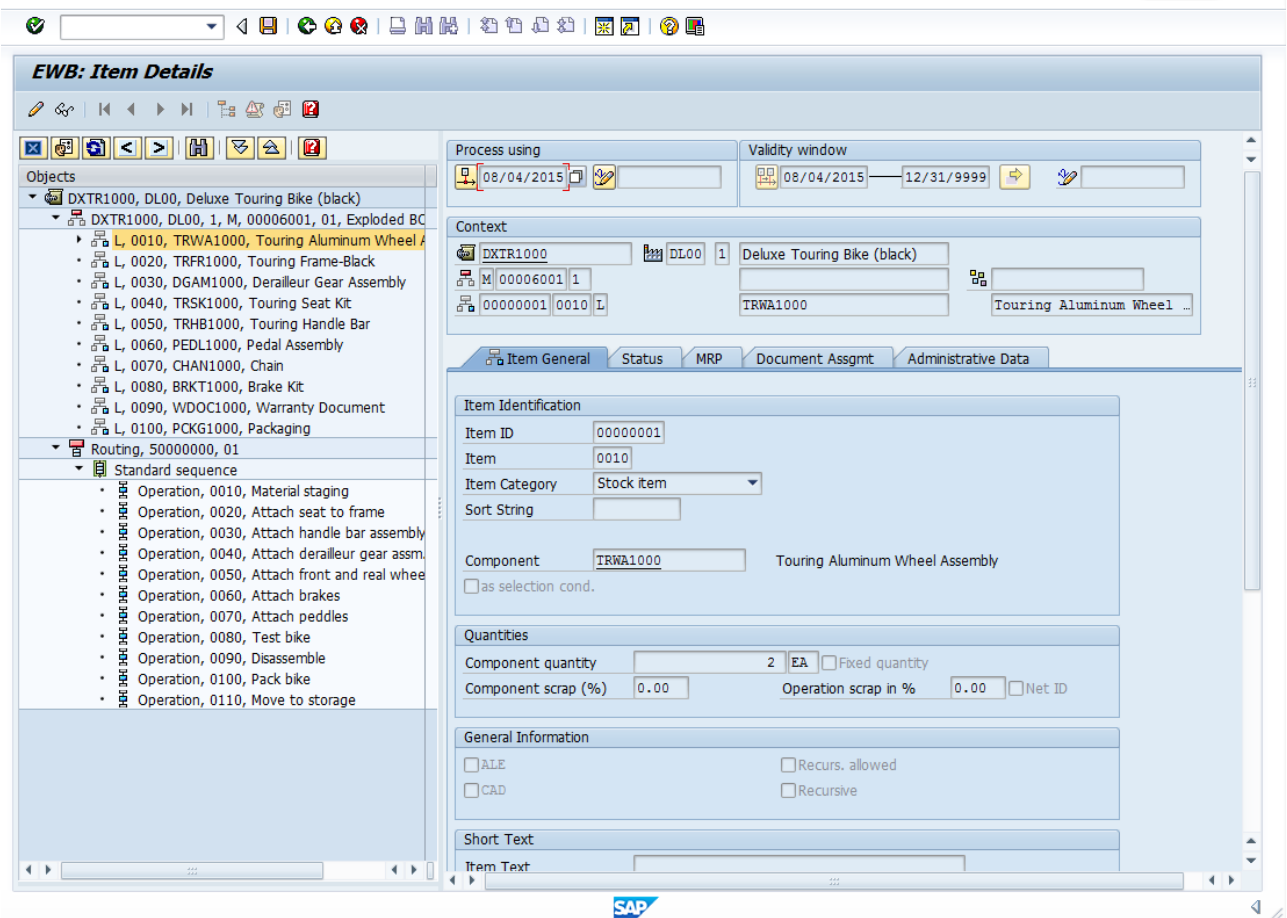 EWB: Item Details
Objects
DXTR1000, DL00, Deluxe Touring Bike (black)
DXTR1000, DL00, 1, M, 00006001, 01, Exploded BO
L, 0010, TRWA1000, Touring Aluminum Wheel A
L, 0020, TRFR1000, Touring Frame-Black
L, 0030, DGAM1000, Derailleur Gear Assembly
L, 0040, TRSK1000, Touring Seat Kit
L, 0050, TRHB1000, Touring Handle Bar
L, 0060, PEDL1000, Pedal Assembly
L, 0070, CHAN1000, Chain
L, 0080, BRKT1000, Brake Kit
L, 0090, WDOC1000, Warranty Document
L, 0100, PCKG1000, Packaging
Routing, 50000000, 01
Standard sequence
Operation, 0010, Material staging
Operation, 0020, Attach seat to frame
Operation, 0030, Attach handle bar assembly
Operation, 0040, Attach derailleur gear assm.
Operation, 0050, Attach front and real whee
Operation, 0060, Attach brakes
Operation, 0070, Attach peddles
Operation, 0080, Test bike
Operation, 0090, Disassemble
Operation, 0100, Pack bike
Operation, 0110, Move to storage
Process using
08/04/2015
Validity window
08/04/2015 12/31/9999
Context
DXTR1000 DL00 1 Deluxe Touring Bike (black)
M 00006001 1
00000001 0010 L TRWA1000 Touring Aluminum Wheel …
Item General Status MRP Document Assgmt Administrative Data
Item Identification
Item ID 00000001
Item 0010
Item Category Stock item
Sort String
Component TRWA1000 Touring Aluminum Wheel Assembly
as selection cond.
Quantities
Component quantity 2 EA Fixed quantity
Component scrap (%) 0.00 Operation scrap in % 0.00 Net ID
General Information
ALE Recurs. allowed
CAD Recursive
Short Text
Item Text
SAP